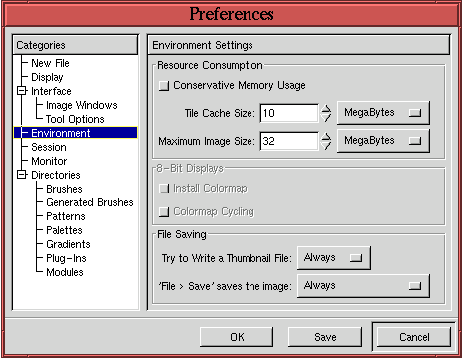 Preferences
Categories
New File
Display
Interface
Image Windows
Tool Options
Environment
Session
Monitor
Directories
Brushes
Generated Brushes
Patterns
Palettes
Gradients
Plug-Ins
Modules
Environment Settings
Resource Consumpton
Conservative Memory Usage
Tile Cache Size: 10 MegaBytes
Maximum Image Size: 32 MegaBytes
8-Bit Displays
Install Colormap
Colormap Cycling
File Saving
Try to Write a Thumbnail File: Always
'File > Save' saves the image: Always
OK Save Cancel